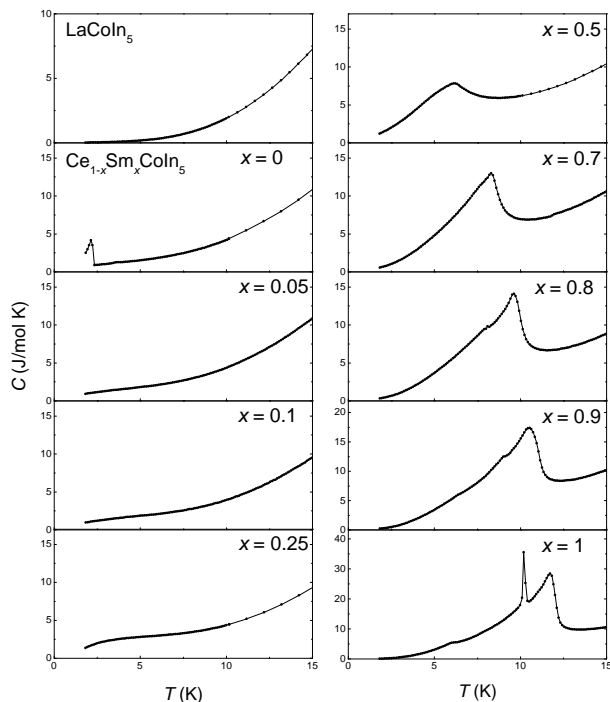 C (J/mol K)
LaCoIn₅
10
5
0
Ce₁₋ₓSmₓCoIn₅
x = 0
15
10
5
0
x = 0.05
15
10
5
0
x = 0.1
15
10
5
0
x = 0.25
15
10
5
0
0 5 10 15
T (K)
x = 0.5
15
10
5
0
x = 0.7
15
10
5
0
x = 0.8
15
10
5
0
x = 0.9
20
15
10
5
0
x = 1
40
30
20
10
0
0 5 10 15
T (K)